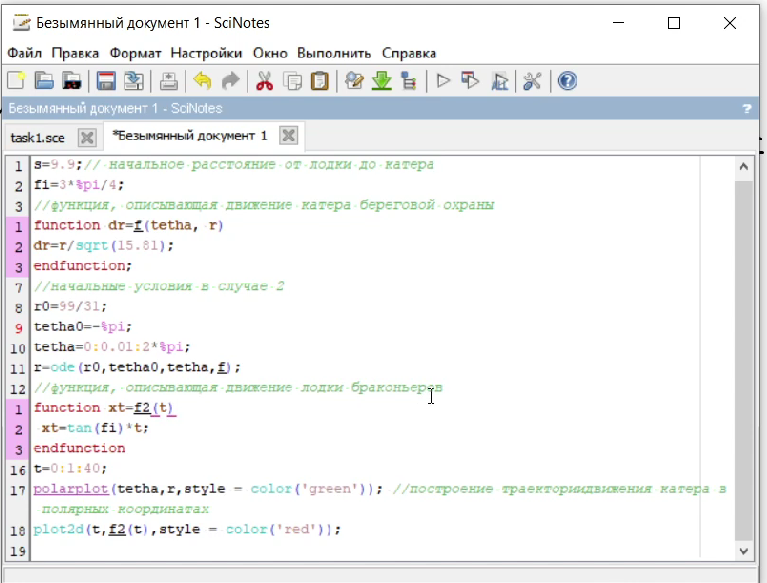 Безымянный документ 1 - SciNotes
Файл Правка Формат Настройки Окно Выполнить Справка
Безымянный документ 1 - SciNotes ?
task1.sce *Безымянный документ 1
1 s=9.9;// начальное расстояние от лодки до катера
2 fi=3*%pi/4;
3 //функция, описывающая движение катера береговой охраны
1 function dr=f(tetha, r)
2 dr=r/sqrt(15.81);
3 endfunction;
7 //начальные условия в случае 2
8 r0=99/31;
9 tetha0=-%pi;
10 tetha=0:0.01:2*%pi;
11 r=ode(r0,tetha0,tetha,f);
12 //функция, описывающая движение лодки браконьеров
1 function xt=f2(t)
2 xt=tan(fi)*t;
3 endfunction
16 t=0:1:40;
17 polarplot(tetha,r,style = color('green')); //построение траекториидвижения катера в
полярных координатах
18 plot2d(t,f2(t),style = color('red'));
19